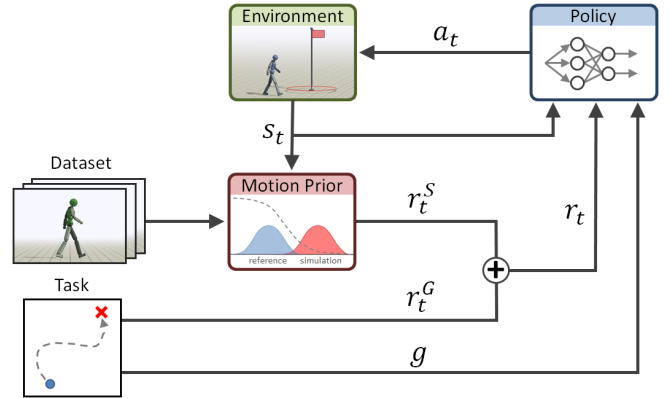 Environment
Policy
a_t
s_t
Dataset
Motion Prior
reference simulation
r_t^S
r_t
+
Task
r_t^G
g